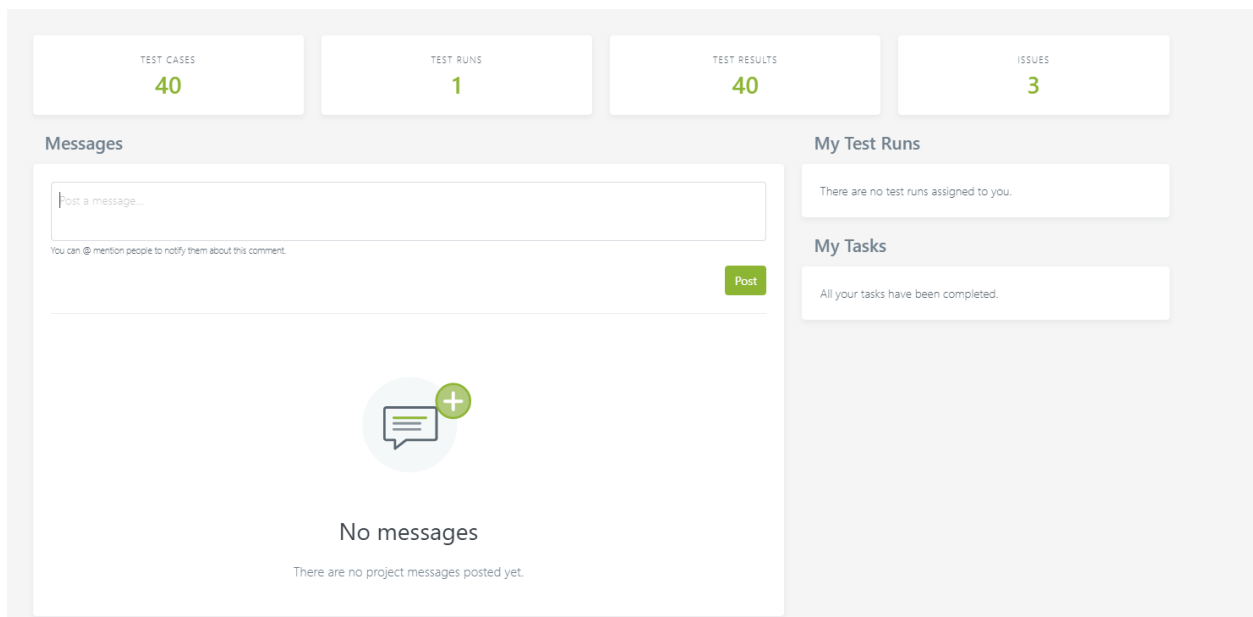 TEST CASES
40
TEST RUNS
1
TEST RESULTS
40
ISSUES
3
Messages
Post a message...
You can @ mention people to notify them about this comment.
Post
No messages
There are no project messages posted yet.
My Test Runs
There are no test runs assigned to you.
My Tasks
All your tasks have been completed.